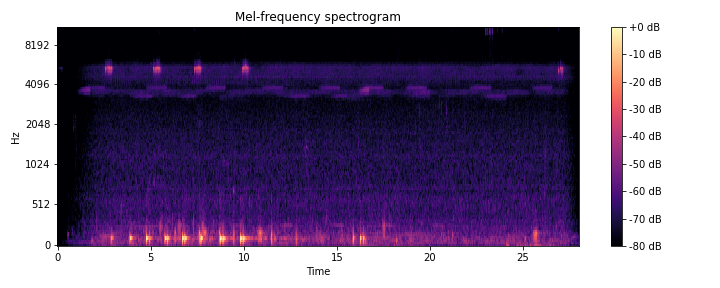 Mel-frequency spectrogram
8192
4096
2048
1024
512
0
Hz
0 5 10 15 20 25
Time
+0 dB
-10 dB
-20 dB
-30 dB
-40 dB
-50 dB
-60 dB
-70 dB
-80 dB